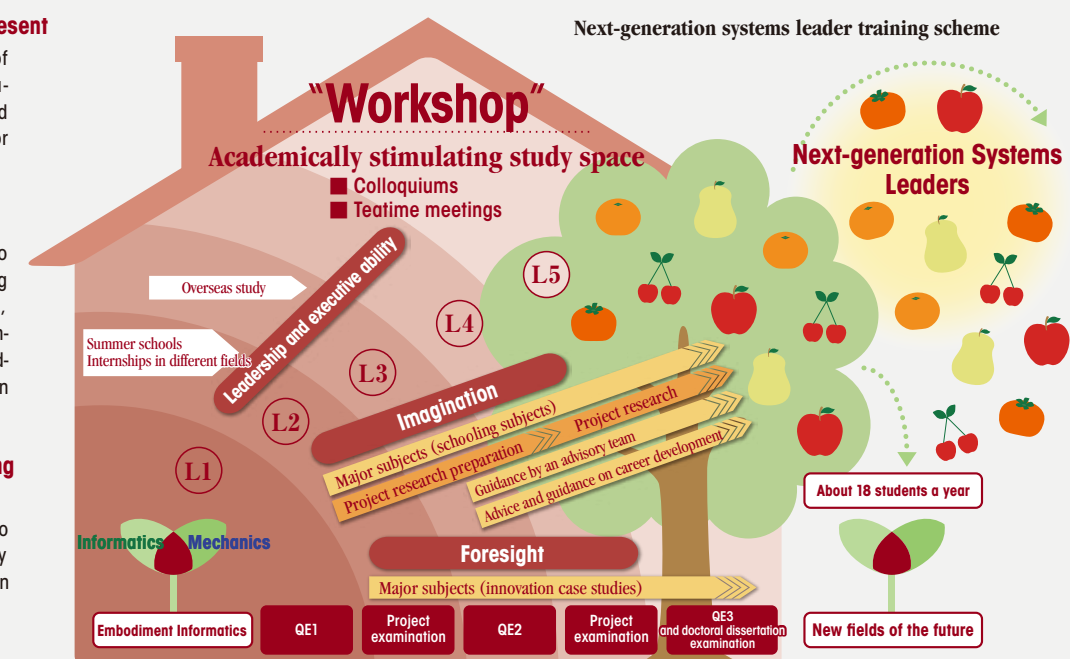 esent
of
d
or
o
g
,
n-
d-
n
ng
o
y
n
Next-generation systems leader training scheme
"Workshop"
Academically stimulating study space
Colloquiums
Teatime meetings
Next-generation Systems
Leaders
Overseas study
Summer schools
Internships in different fields
Leadership and executive ability
L5
L4
L3
L2
L1
Imagination
Major subjects (schooling subjects)
Project research preparation
Project research
Guidance by an advisory team
Advice and guidance on career development
Informatics
Mechanics
Foresight
Major subjects (innovation case studies)
About 18 students a year
Embodiment Informatics
QE1
Project
examination
QE2
Project
examination
QE3
and doctoral dissertation
examination
New fields of the future